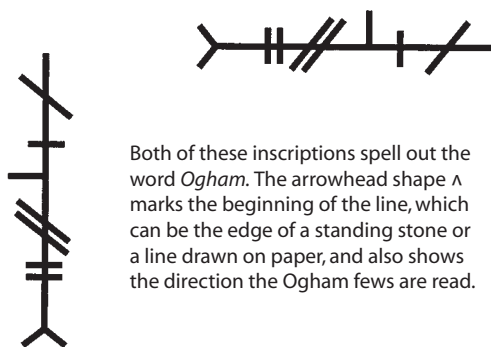 ᚛ᚑᚌᚆᚐᚋ
᚛ᚑᚌᚆᚐᚋ
Both of these inscriptions spell out the
word Ogham. The arrowhead shape ʌ
marks the beginning of the line, which
can be the edge of a standing stone or
a line drawn on paper, and also shows
the direction the Ogham fews are read.